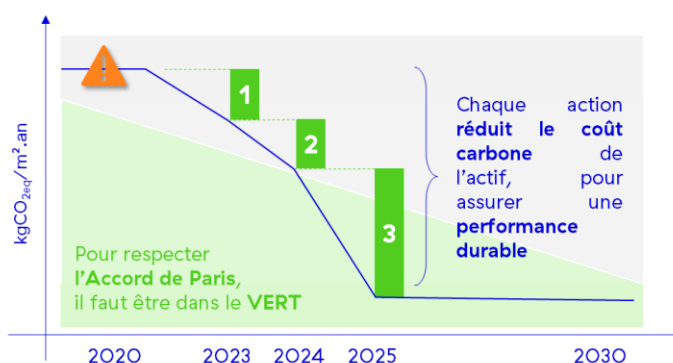 kgCO2eq/m².an
1
2
3
Chaque action
réduit le coût
carbone de
l'actif, pour
assurer une
performance
durable
Pour respecter
l'Accord de Paris,
il faut être dans le VERT
2020 2023 2024 2025 2030